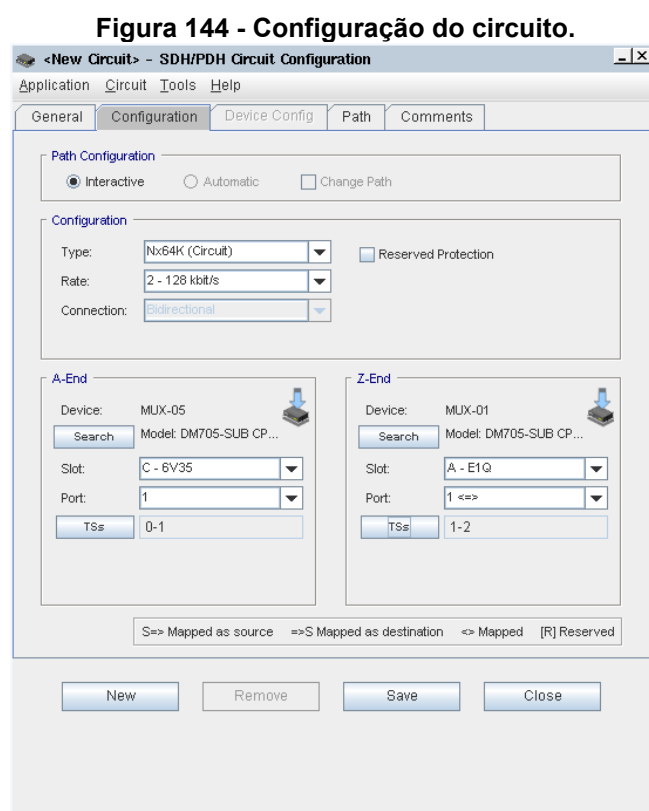 Figura 144 - Configuração do circuito.
<New Circuit> - SDH/PDH Circuit Configuration
Application Circuit Tools Help
General Configuration Device Config Path Comments
Path Configuration
Interactive Automatic Change Path
Configuration
Type: Nx64K (Circuit) Reserved Protection
Rate: 2 - 128 kbit/s
Connection: Bidirectional
A-End
Device: MUX-05
Search Model: DM705-SUB CP...
Slot: C - 6V35
Port: 1
TSs 0-1
Z-End
Device: MUX-01
Search Model: DM705-SUB CP...
Slot: A - E1Q
Port: 1 <=>
TSs 1-2
S=> Mapped as source =>S Mapped as destination <> Mapped [R] Reserved
New Remove Save Close